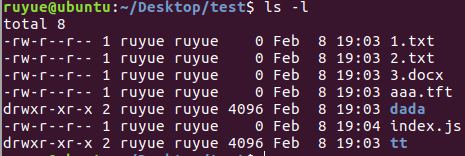 ruyue@ubuntu:~/Desktop/test$ ls -l
total 8
-rw-r--r-- 1 ruyue ruyue    0 Feb  8 19:03 1.txt
-rw-r--r-- 1 ruyue ruyue    0 Feb  8 19:03 2.txt
-rw-r--r-- 1 ruyue ruyue    0 Feb  8 19:03 3.docx
-rw-r--r-- 1 ruyue ruyue    0 Feb  8 19:03 aaa.tft
drwxr-xr-x 2 ruyue ruyue 4096 Feb  8 19:03 dada
-rw-r--r-- 1 ruyue ruyue    0 Feb  8 19:04 index.js
drwxr-xr-x 2 ruyue ruyue 4096 Feb  8 19:03 tt